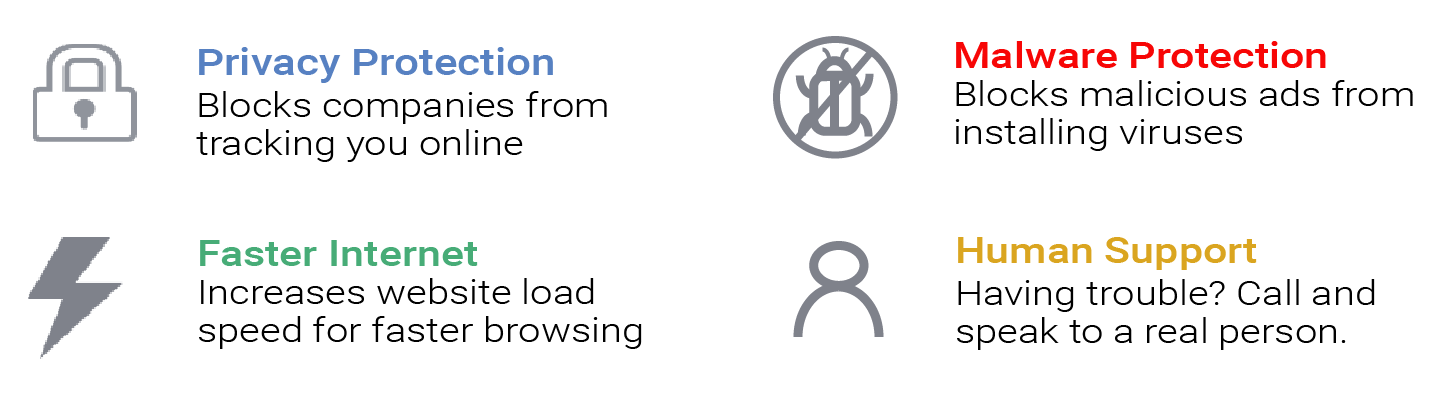 Privacy Protection
Blocks companies from
tracking you online
Malware Protection
Blocks malicious ads from
installing viruses
Faster Internet
Increases website load
speed for faster browsing
Human Support
Having trouble? Call and
speak to a real person.